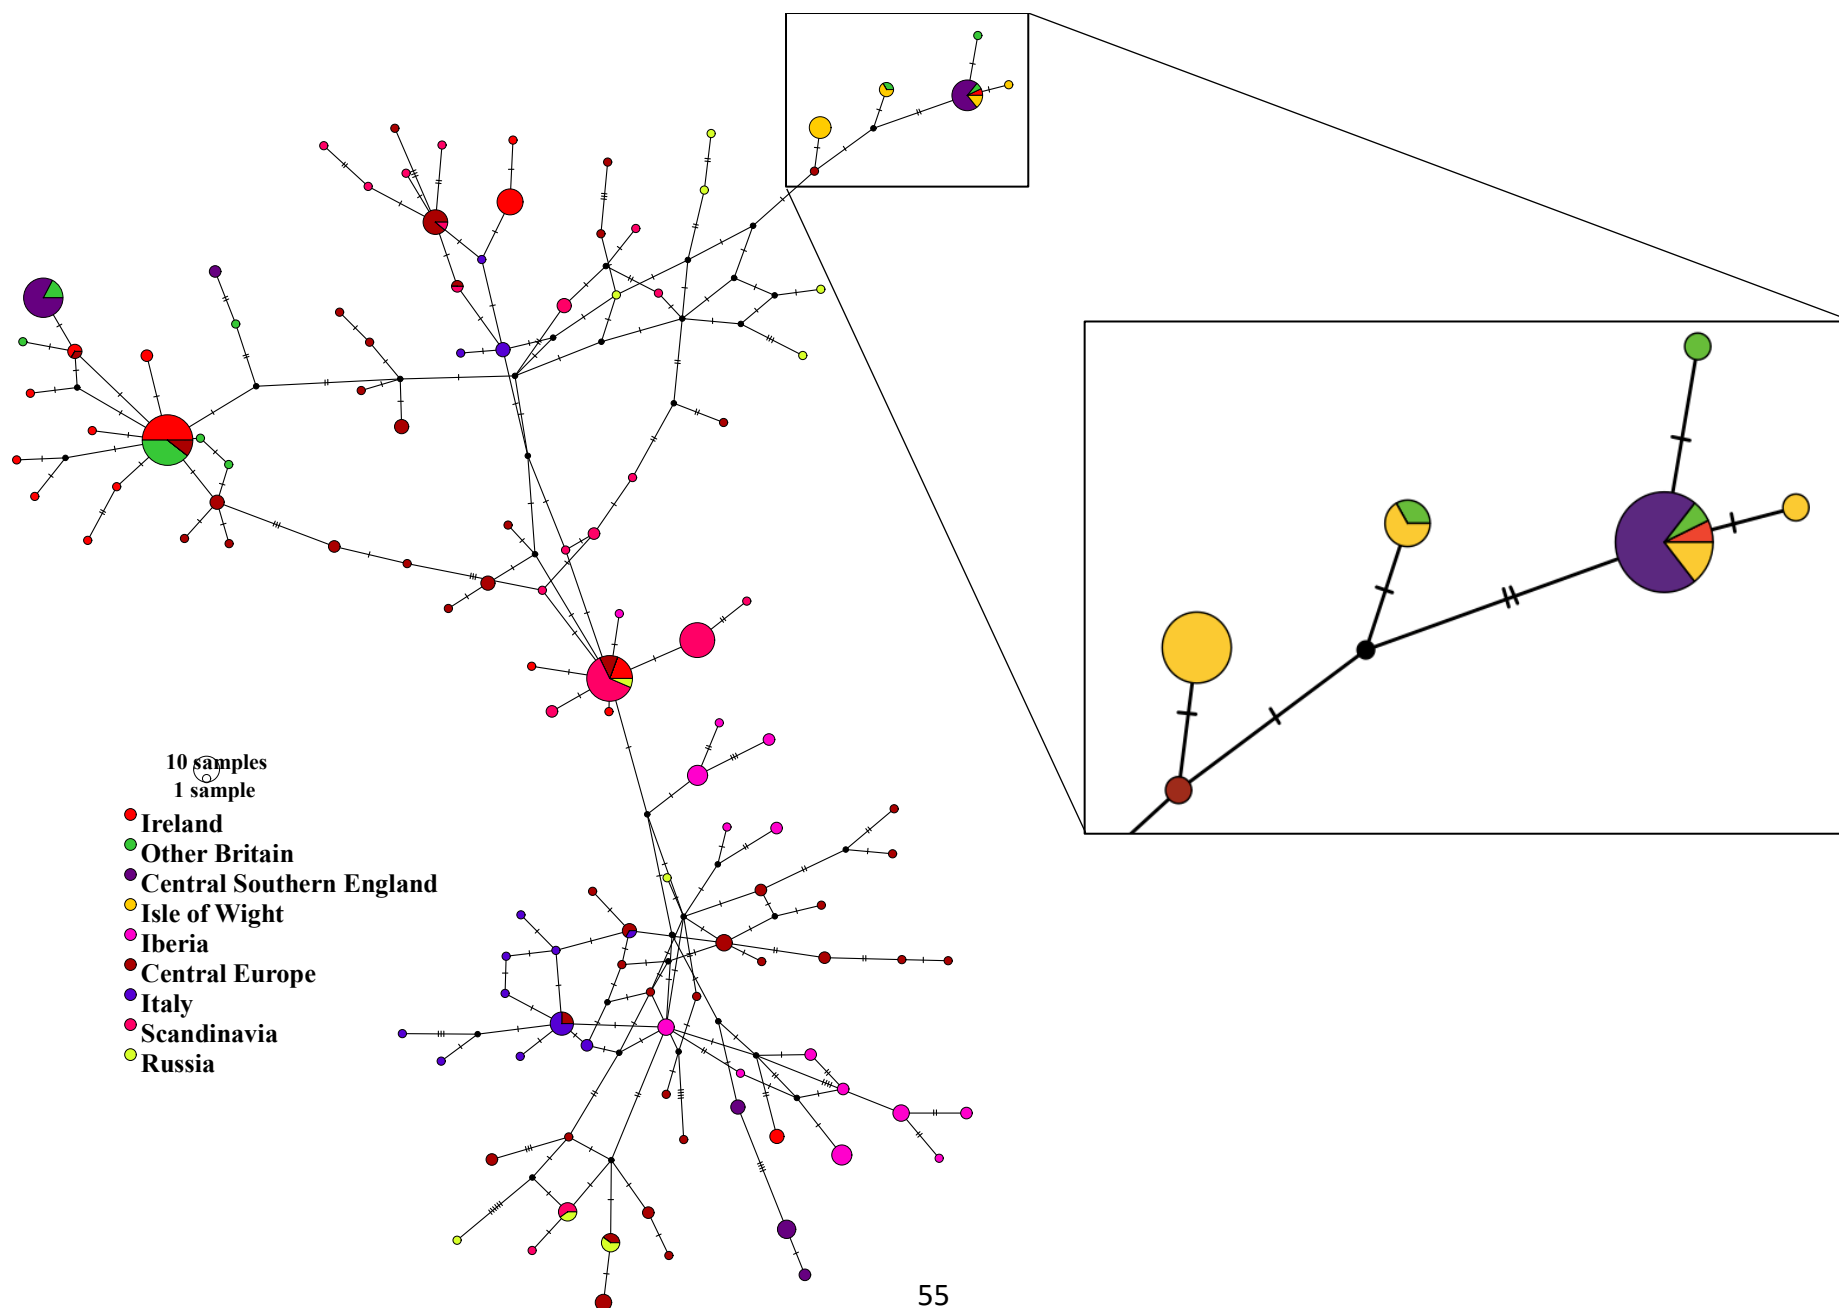 10 samples
1 sample
Ireland
Other Britain
Central Southern England
Isle of Wight
Iberia
Central Europe
Italy
Scandinavia
Russia
55